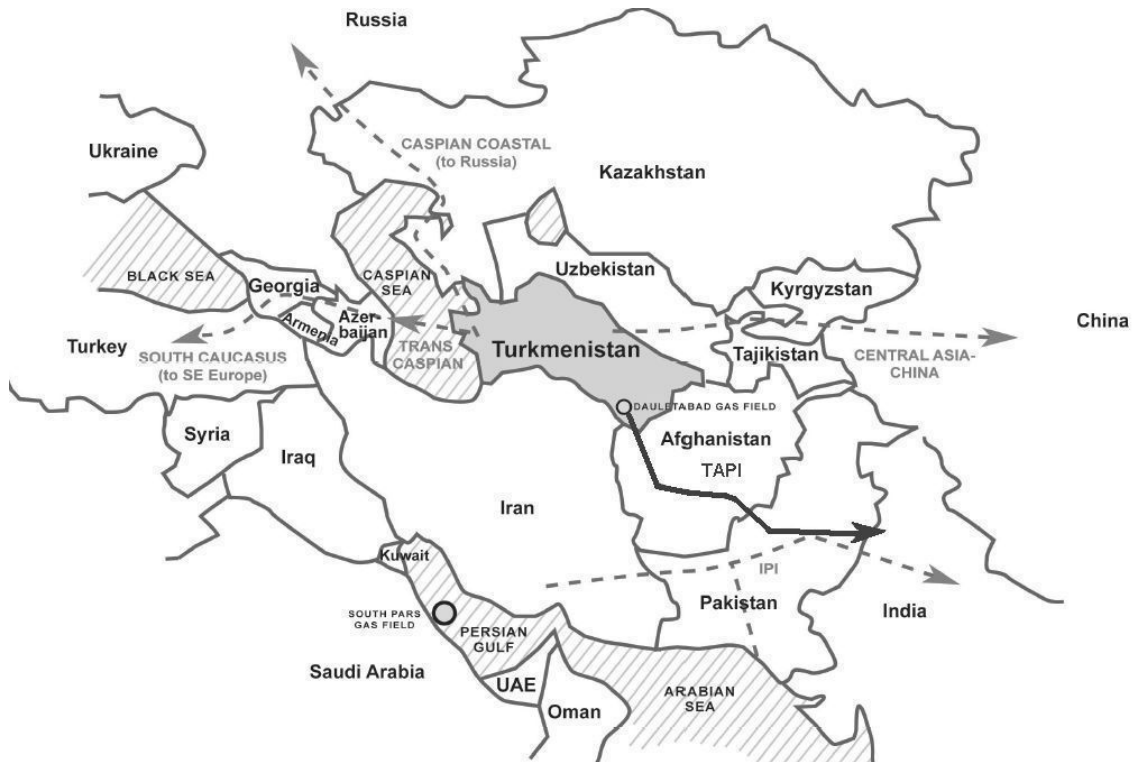 Russia
Ukraine
CASPIAN COASTAL
(to Russia)
Kazakhstan
BLACK SEA
Georgia
CASPIAN
SEA
Uzbekistan
Kyrgyzstan
Armenia
Azer-
baijan
China
Turkey
SOUTH CAUCASUS
(to SE Europe)
TRANS
CASPIAN
Turkmenistan
Tajikistan
CENTRAL ASIA-
CHINA
DAULETABAD GAS FIELD
Syria
Afghanistan
Iraq
TAPI
Iran
Kuwait
IPI
Pakistan
India
SOUTH PARS
GAS FIELD
PERSIAN
GULF
Saudi Arabia
UAE
Oman
ARABIAN
SEA